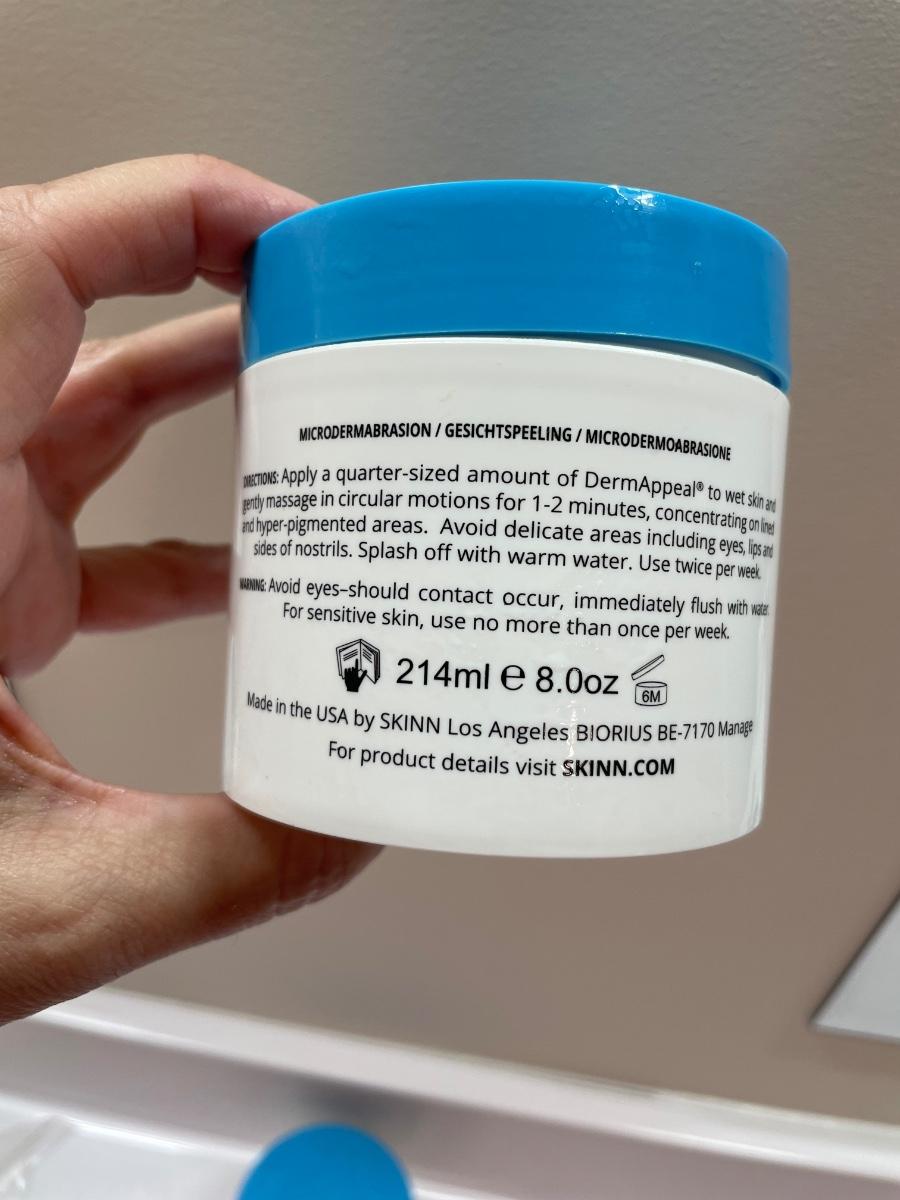 MICRODERMABRASION / GESICHTSPEELING / MICRODERMOABRASIONE
DIRECTIONS: Apply a quarter-sized amount of DermAppeal® to wet skin and
gently massage in circular motions for 1-2 minutes, concentrating on lined
and hyper-pigmented areas. Avoid delicate areas including eyes, lips and
sides of nostrils. Splash off with warm water. Use twice per week.
WARNING: Avoid eyes–should contact occur, immediately flush with water.
For sensitive skin, use no more than once per week.
214ml ℮ 8.0oz 6M
Made in the USA by SKINN Los Angeles BIORIUS BE-7170 Manage
For product details visit SKINN.COM